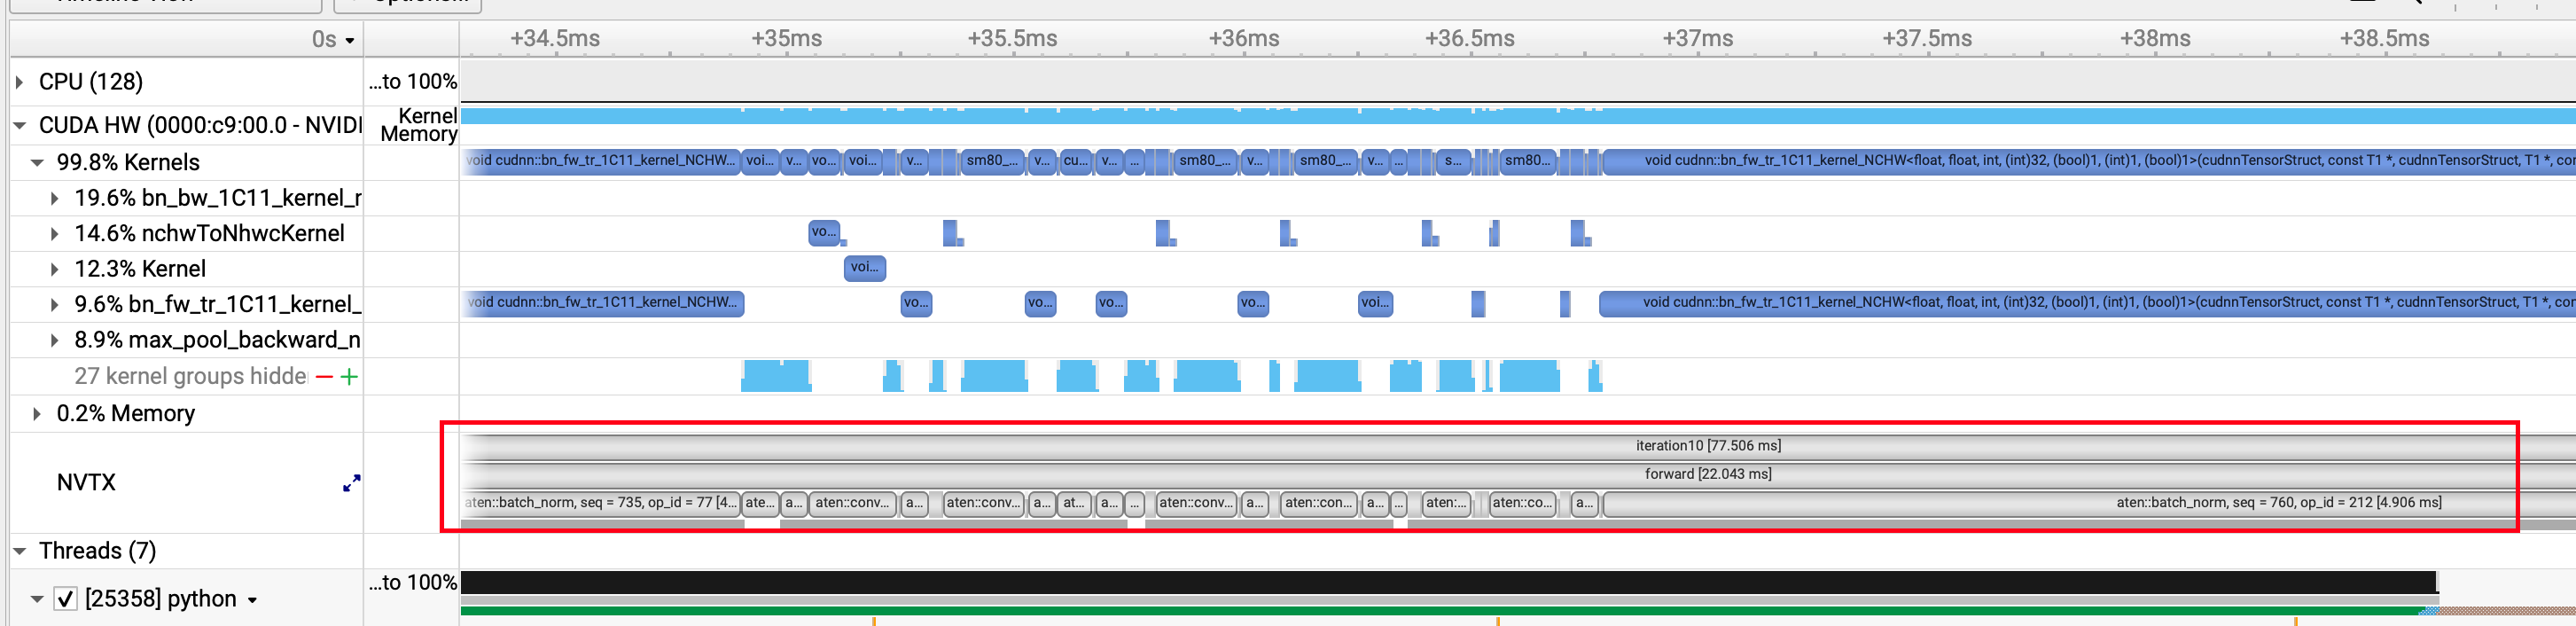 0s
+34.5ms +35ms +35.5ms +36ms +36.5ms +37ms +37.5ms +38ms +38.5ms
CPU (128) ...to 100%
CUDA HW (0000:c9:00.0 - NVIDI Kernel
Memory
99.8% Kernels void cudnn::bn_fw_tr_1C11_kernel_NCHW... voi... v... vo... voi... v... sm80_... v... cu... v... ... sm80_... v... sm80_... v... ... s... sm80... void cudnn::bn_fw_tr_1C11_kernel_NCHW<float, float, int, (int)32, (bool)1, (int)1, (bool)1>(cudnnTensorStruct, const T1 *, cudnnTensorStruct, T1 *, cor
19.6% bn_bw_1C11_kernel_r
14.6% nchwToNhwcKernel vo...
12.3% Kernel voi...
9.6% bn_fw_tr_1C11_kernel_ void cudnn::bn_fw_tr_1C11_kernel_NCHW... vo... vo... vo... vo... voi... void cudnn::bn_fw_tr_1C11_kernel_NCHW<float, float, int, (int)32, (bool)1, (int)1, (bool)1>(cudnnTensorStruct, const T1 *, cudnnTensorStruct, T1 *, cor
8.9% max_pool_backward_n
27 kernel groups hidde
0.2% Memory
iteration10 [77.506 ms]
NVTX forward [22.043 ms]
aten::batch_norm, seq = 735, op_id = 77 [4... ate... a... aten::conv... a... aten::conv... a... at... a... ... aten::conv... a... aten::con... a... ... aten:... aten::co... a... aten::batch_norm, seq = 760, op_id = 212 [4.906 ms]
Threads (7)
[25358] python ...to 100%